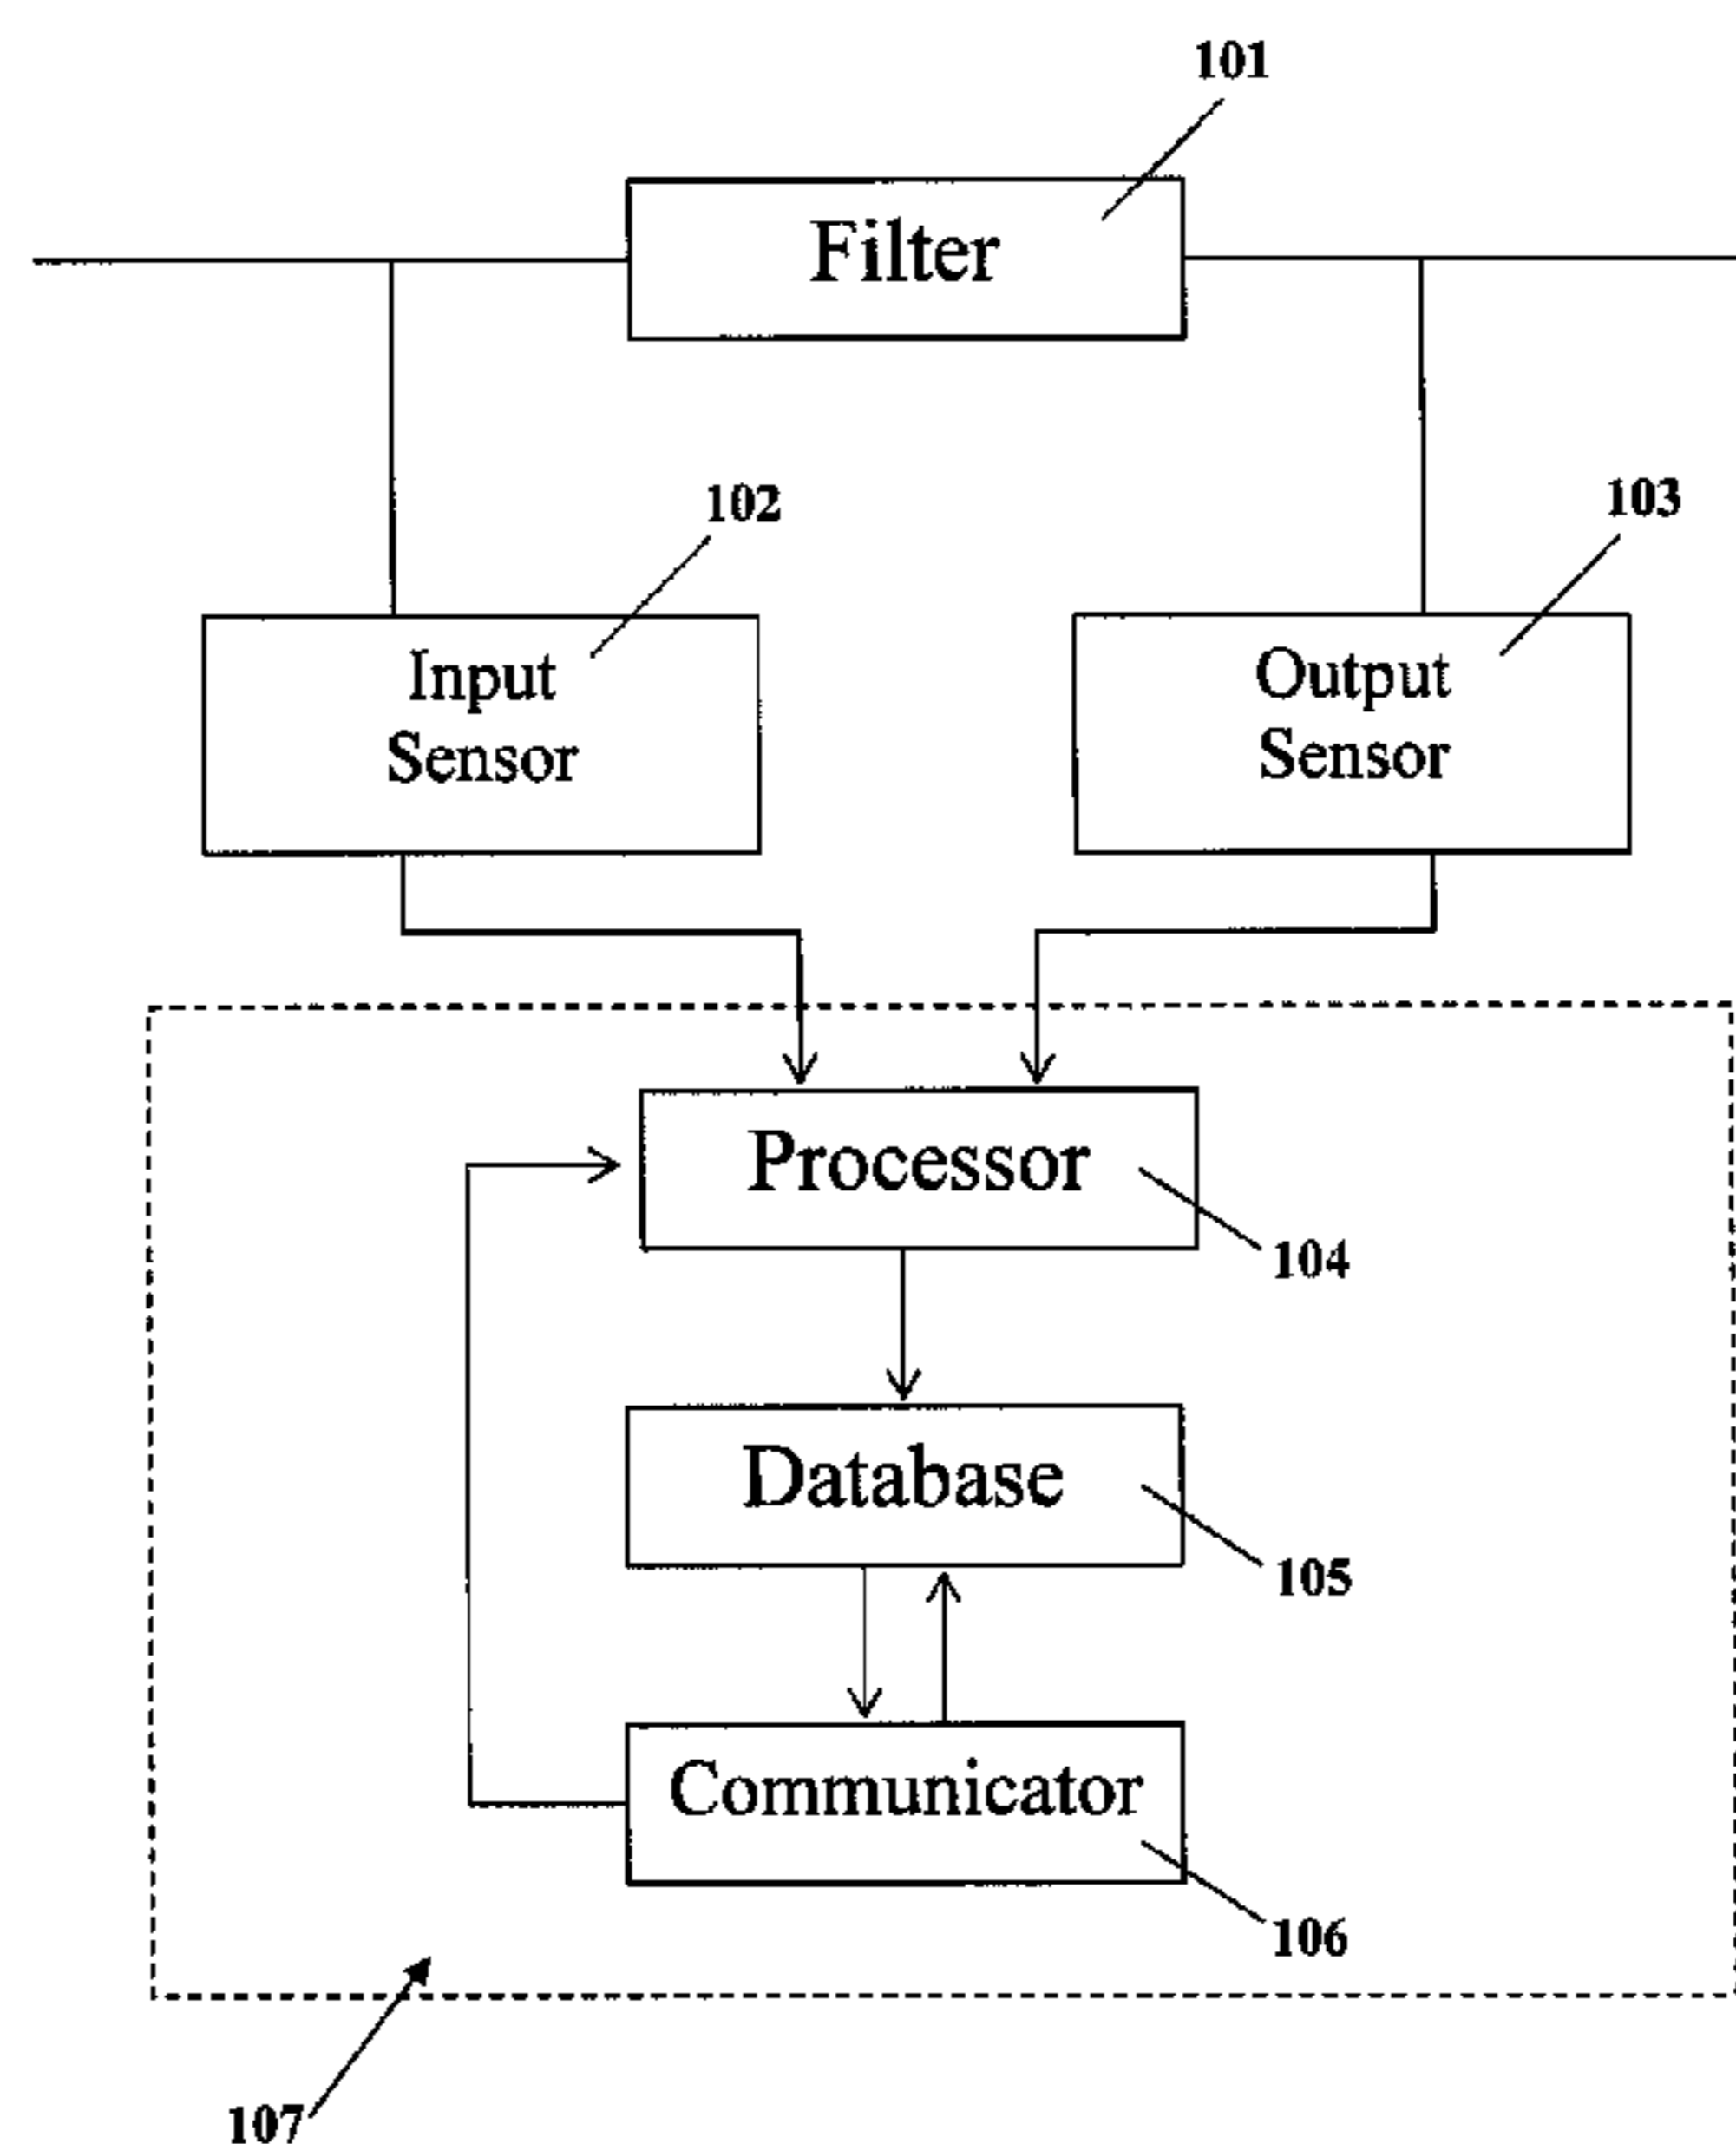 101
Filter
102
103
Input
Sensor
Output
Sensor
Processor
104
Database
105
Communicator
106
107